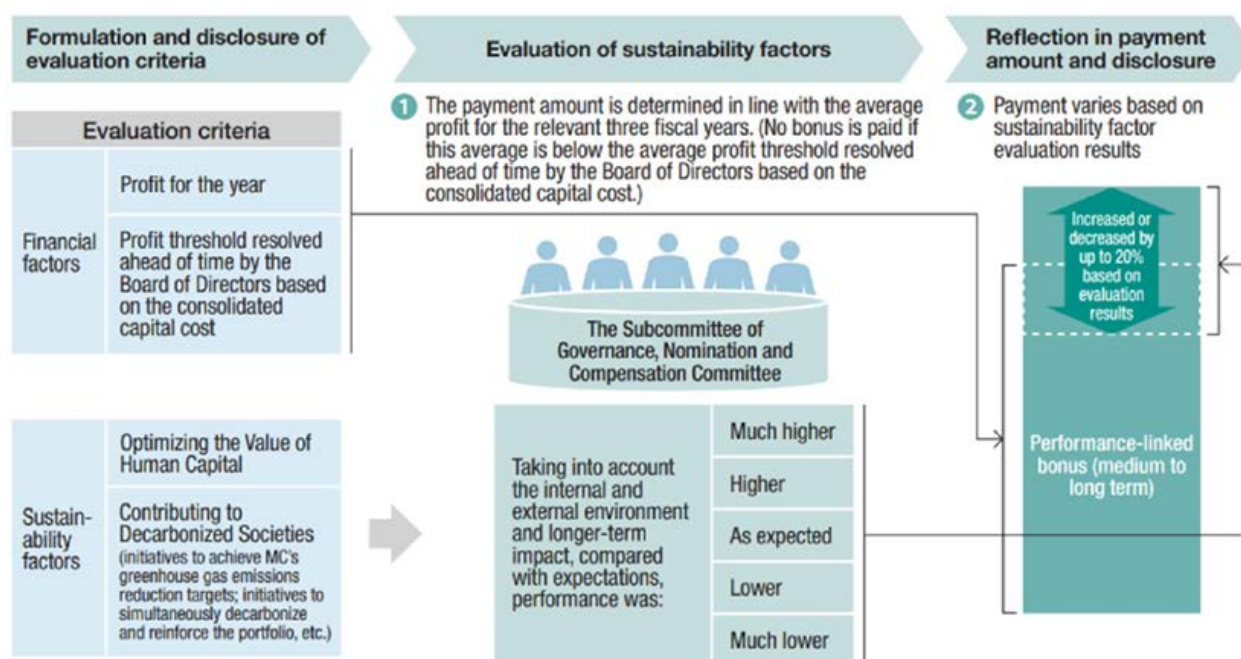 Formulation and disclosure of
evaluation criteria
Evaluation of sustainability factors
Reflection in payment
amount and disclosure
Evaluation criteria
Financial
factors
Profit for the year
Profit threshold resolved
ahead of time by the
Board of Directors based
on the consolidated
capital cost
Sustain-
ability
factors
Optimizing the Value of
Human Capital
Contributing to
Decarbonized Societies
(initiatives to achieve MC's
greenhouse gas emissions
reduction targets; initiatives to
simultaneously decarbonize
and reinforce the portfolio, etc.)
1 The payment amount is determined in line with the average
profit for the relevant three fiscal years. (No bonus is paid if
this average is below the average profit threshold resolved
ahead of time by the Board of Directors based on the
consolidated capital cost.)
The Subcommittee of
Governance, Nomination and
Compensation Committee
Taking into account
the internal and
external environment
and longer-term
impact, compared
with expectations,
performance was:
Much higher
Higher
As expected
Lower
Much lower
2 Payment varies based on
sustainability factor
evaluation results
Increased or
decreased by
up to 20%
based on
evaluation
results
Performance-linked
bonus (medium to
long term)